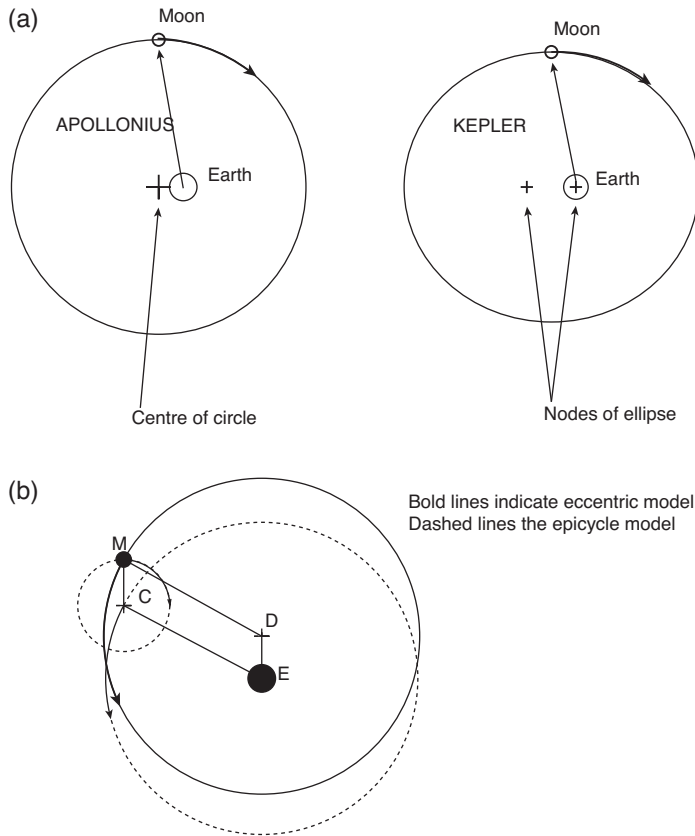 (a)
Moon
APOLLONIUS
Earth
Centre of circle
Moon
KEPLER
Earth
Nodes of ellipse
(b)
Bold lines indicate eccentric model
Dashed lines the epicycle model
M
C
D
E